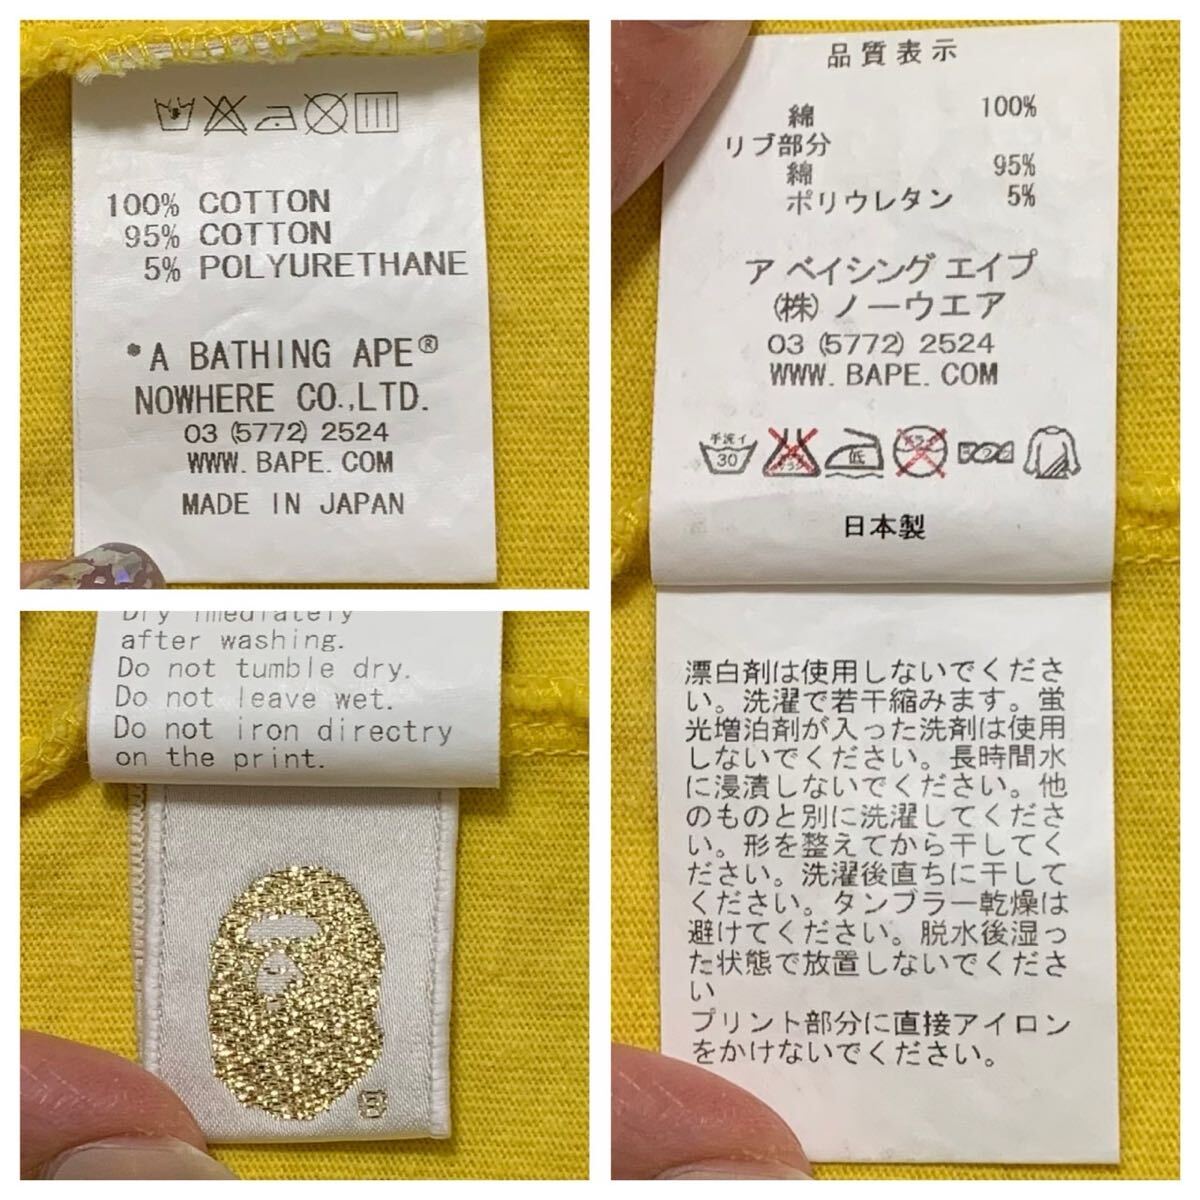 100% COTTON
95% COTTON
5% POLYURETHANE
*A BATHING APE®
NOWHERE CO.,LTD.
03 (5772) 2524
WWW.BAPE.COM
MADE IN JAPAN
Dry imediately
after washing.
Do not tumble dry.
Do not leave wet.
Do not iron directry
on the print.
品質表示
綿 100%
リブ部分
綿 95%
ポリウレタン 5%
ア ベイシング エイプ
(株) ノーウエア
03 (5772) 2524
WWW.BAPE.COM
手洗イ
30
低
日本製
漂白剤は使用しないでくださ
い。洗濯で若干縮みます。蛍
光増泊剤が入った洗剤は使用
しないでください。長時間水
に浸漬しないでください。他
のものと別に洗濯してくださ
い。形を整えてから干してく
ださい。洗濯後直ちに干して
ください。タンブラー乾燥は
避けてください。脱水後湿っ
た状態で放置しないでくださ
い
プリント部分に直接アイロン
をかけないでください。